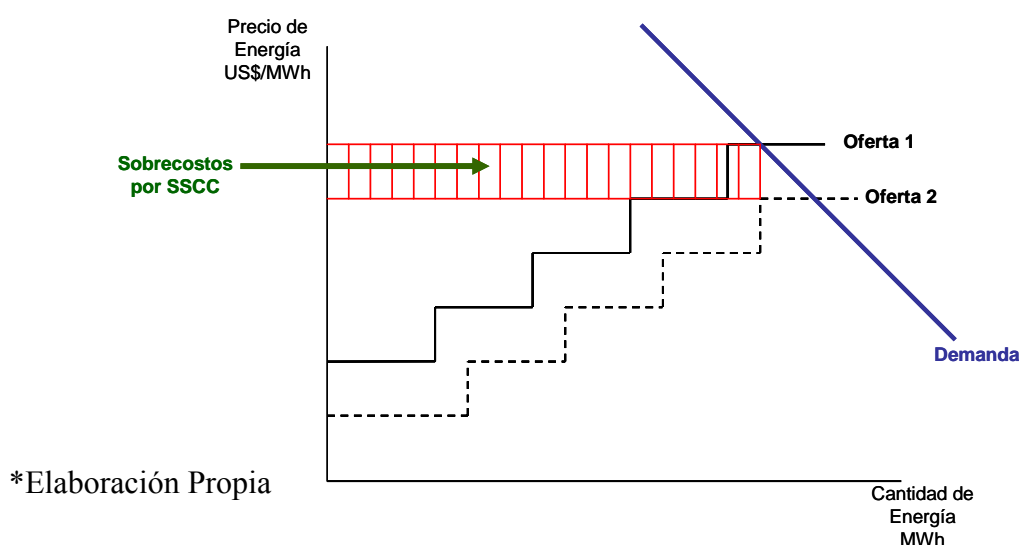 Precio de
Energía
US$/MWh
Oferta 1
Sobrecostos
por SSCC
Oferta 2
Demanda
*Elaboración Propia
Cantidad de
Energía
MWh